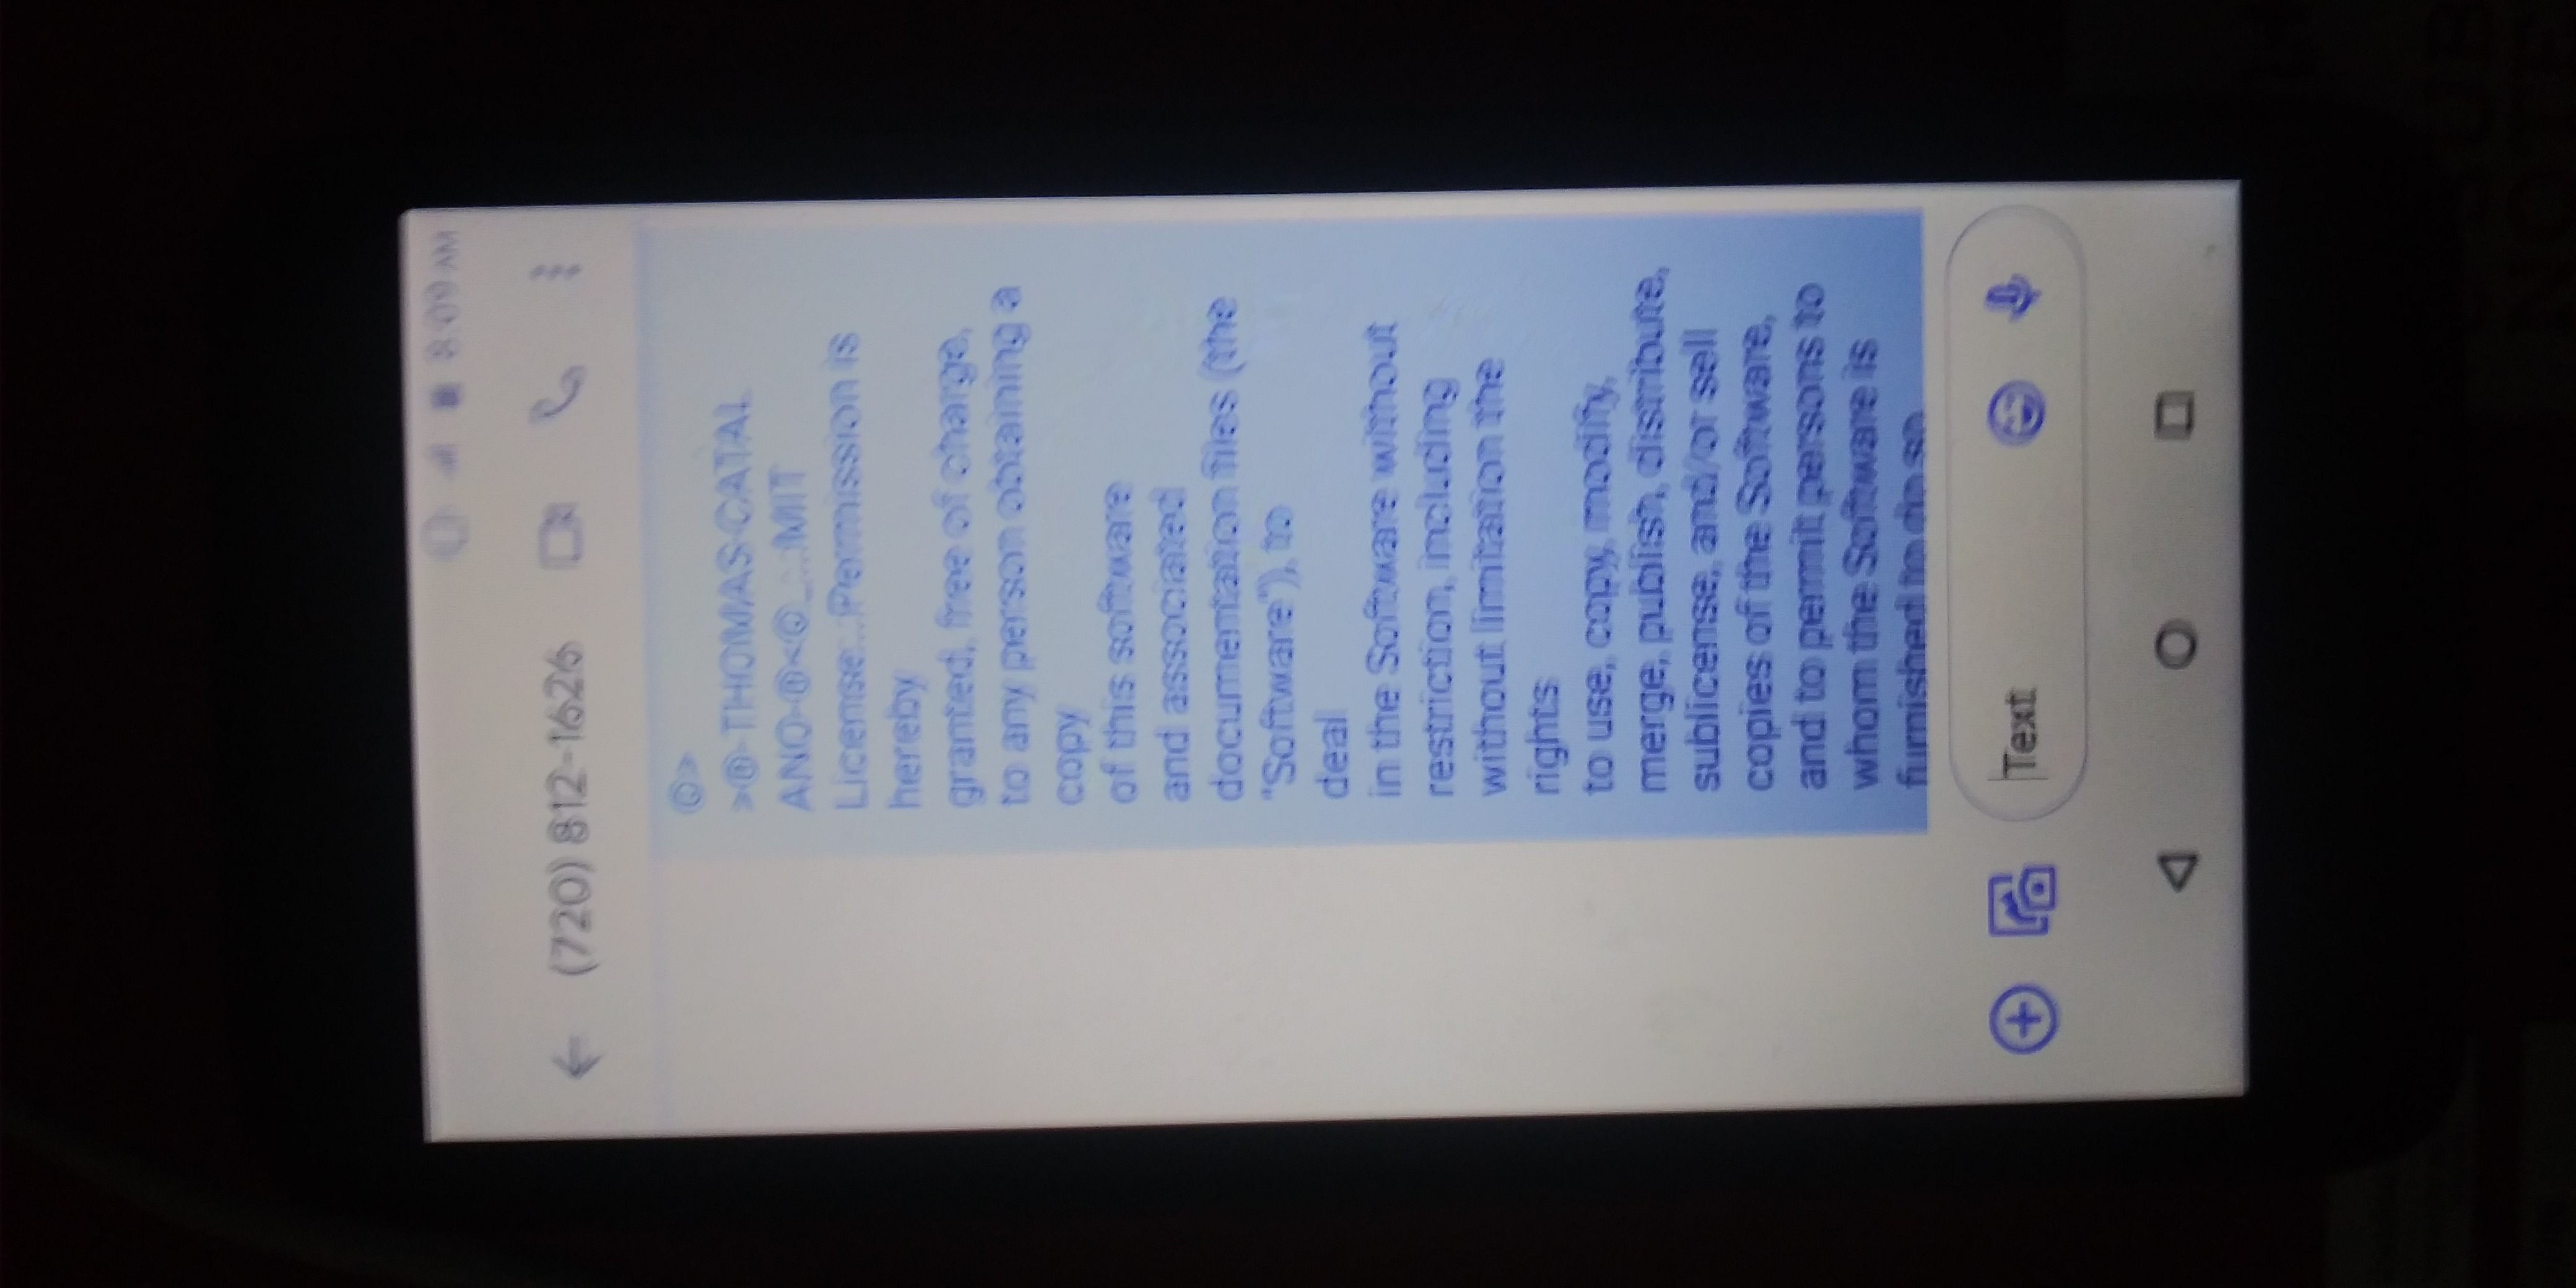 8:09 AM
(720) 812-1626
©>
>®-THOMAS-CATAL
ANO-®<©_::::MIT
License:..Permission is
hereby
granted, free of charge,
to any person obtaining a
copy
of this software
and associated
documentation files (the
"Software"), to
deal
in the Software without
restriction, including
without limitation the
rights
to use, copy, modify,
merge, publish, distribute,
sublicense, and/or sell
copies of the Software,
and to permit persons to
whom the Software is
furnished to do so
Text